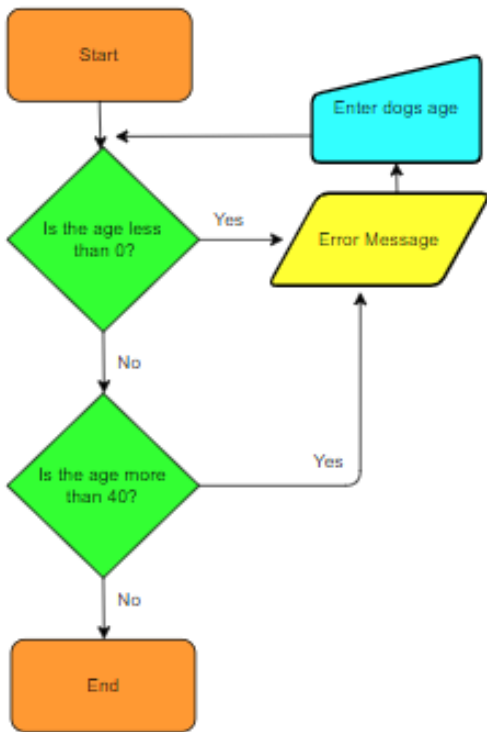 Start
Enter dogs age
Is the age less
than 0?
Yes
Error Message
No
Is the age more
than 40?
Yes
No
End